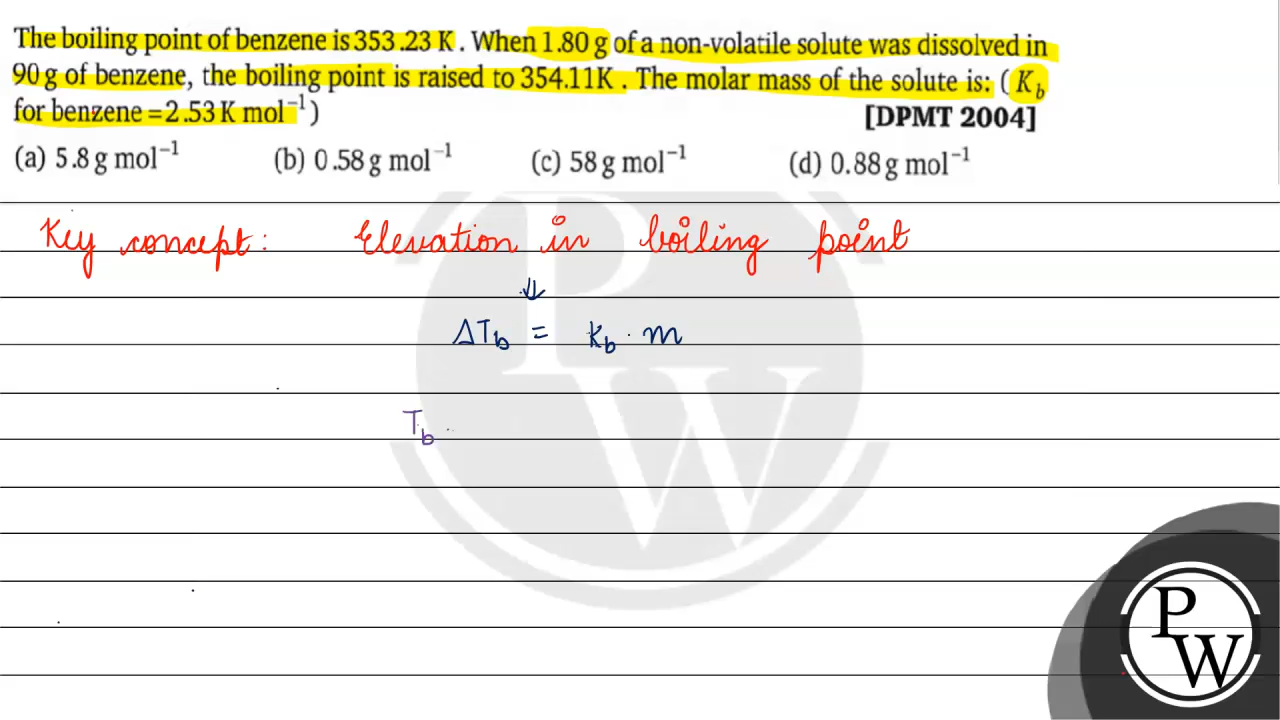 The boiling point of benzene is 353.23 K. When 1.80 g of a non-volatile solute was dissolved in
90 g of benzene, the boiling point is raised to 354.11K. The molar mass of the solute is: ( K_b
for benzene = 2.53 K mol⁻¹) [DPMT 2004]
(a) 5.8 g mol⁻¹ (b) 0.58 g mol⁻¹ (c) 58 g mol⁻¹ (d) 0.88 g mol⁻¹
Key concept: Elevation in boiling point
⇓
ΔT_b = K_b · m
T_b
P
W
P
W